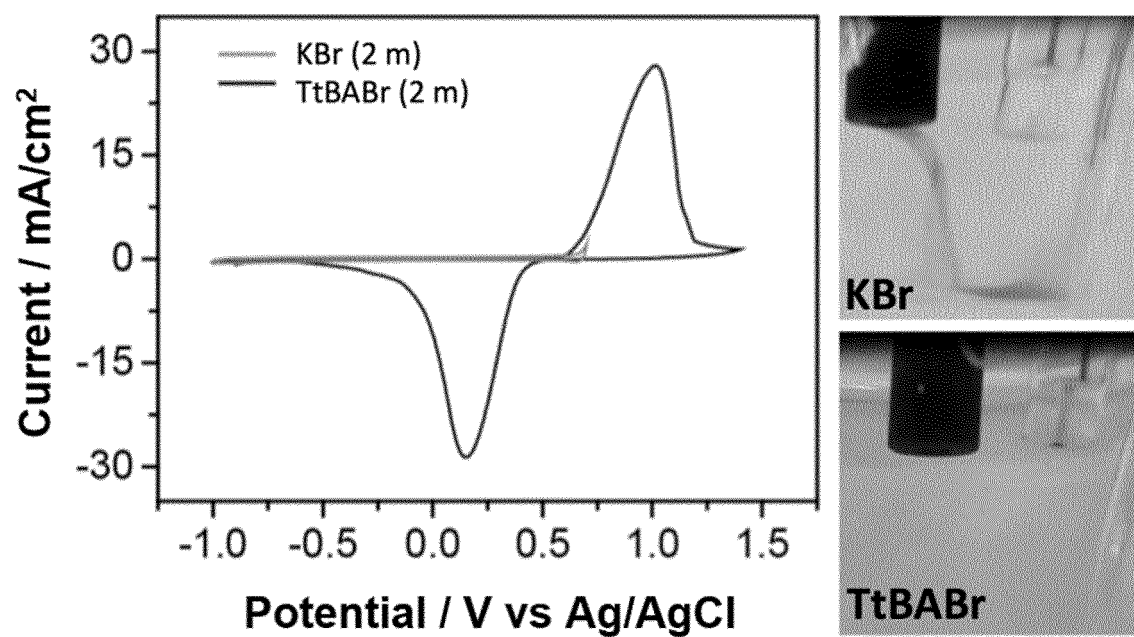 KBr (2 m)
TtBABr (2 m)
30
15
0
-15
-30
Current / mA/cm²
-1.0 -0.5 0.0 0.5 1.0 1.5
Potential / V vs Ag/AgCl
KBr
TtBABr